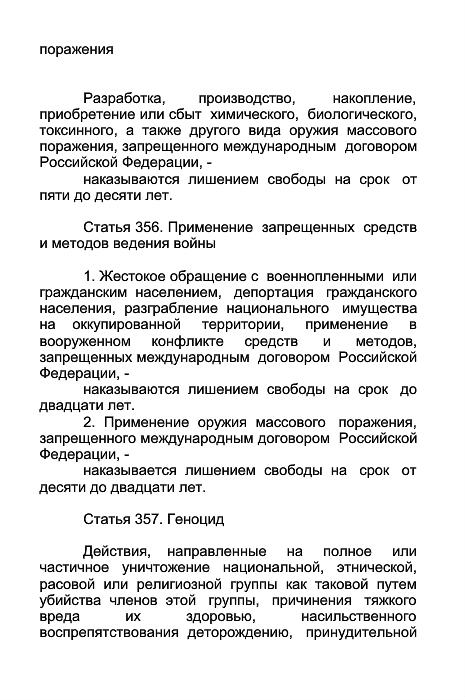 поражения
Разработка, производство, накопление,
приобретение или сбыт химического, биологического,
токсинного, а также другого вида оружия массового
поражения, запрещенного международным договором
Российской Федерации, -
наказываются лишением свободы на срок от
пяти до десяти лет.
Статья 356. Применение запрещенных средств
и методов ведения войны
1. Жестокое обращение с военнопленными или
гражданским населением, депортация гражданского
населения, разграбление национального имущества
на оккупированной территории, применение в
вооруженном конфликте средств и методов,
запрещенных международным договором Российской
Федерации, -
наказываются лишением свободы на срок до
двадцати лет.
2. Применение оружия массового поражения,
запрещенного международным договором Российской
Федерации, -
наказывается лишением свободы на срок от
десяти до двадцати лет.
Статья 357. Геноцид
Действия, направленные на полное или
частичное уничтожение национальной, этнической,
расовой или религиозной группы как таковой путем
убийства членов этой группы, причинения тяжкого
вреда их здоровью, насильственного
воспрепятствования деторождению, принудительной